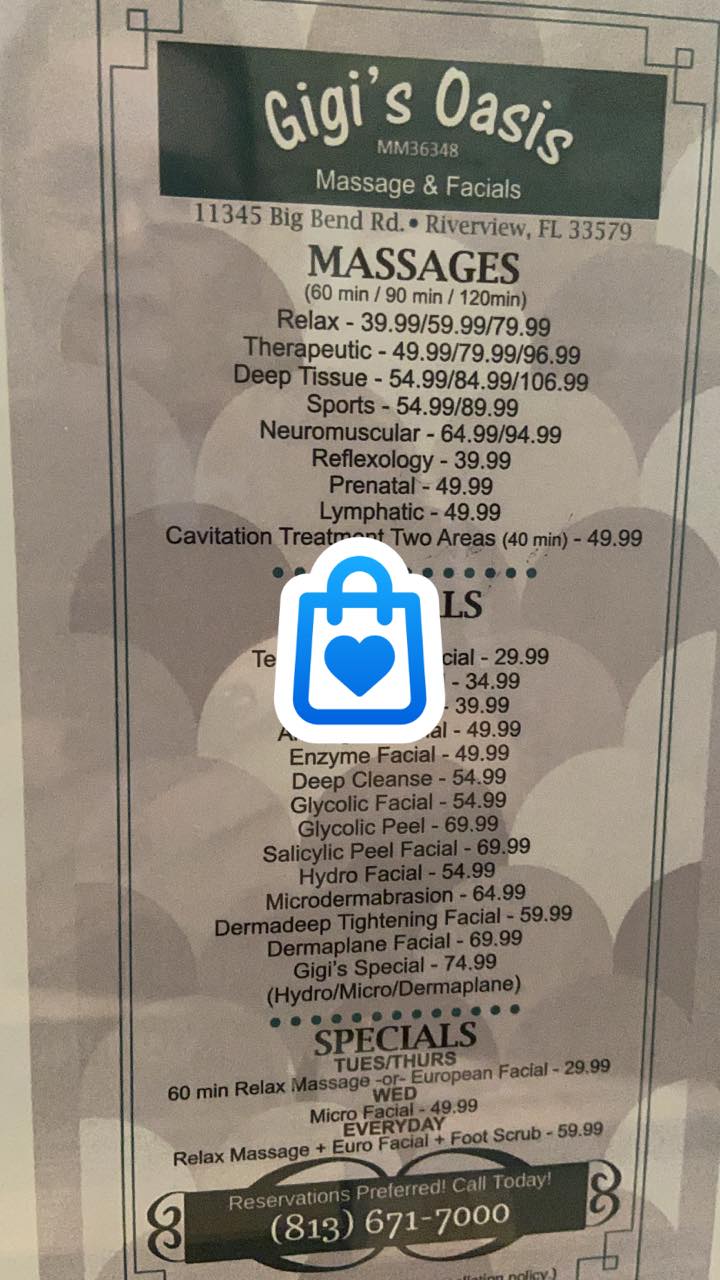 Gigi's Oasis
MM36348
Massage & Facials
11345 Big Bend Rd. • Riverview, FL 33579
MASSAGES
(60 min / 90 min / 120min)
Relax - 39.99/59.99/79.99
Therapeutic - 49.99/79.99/96.99
Deep Tissue - 54.99/84.99/106.99
Sports - 54.99/89.99
Neuromuscular - 64.99/94.99
Reflexology - 39.99
Prenatal - 49.99
Lymphatic - 49.99
Cavitation Treatment Two Areas (40 min) - 49.99
- 29.99
- 34.99
- 39.99
- 49.99
Enzyme Facial - 49.99
Deep Cleanse - 54.99
Glycolic Facial - 54.99
Glycolic Peel - 69.99
Salicylic Peel Facial - 69.99
Hydro Facial - 54.99
Microdermabrasion - 64.99
Dermadeep Tightening Facial - 59.99
Dermaplane Facial - 69.99
Gigi's Special - 74.99
(Hydro/Micro/Dermaplane)
SPECIALS
TUES/THURS
60 min Relax Massage -or- European Facial - 29.99
WED
Micro Facial - 49.99
EVERYDAY
Relax Massage + Euro Facial + Foot Scrub - 59.99
Reservations Preferred! Call Today!
(813) 671-7000
policy.)